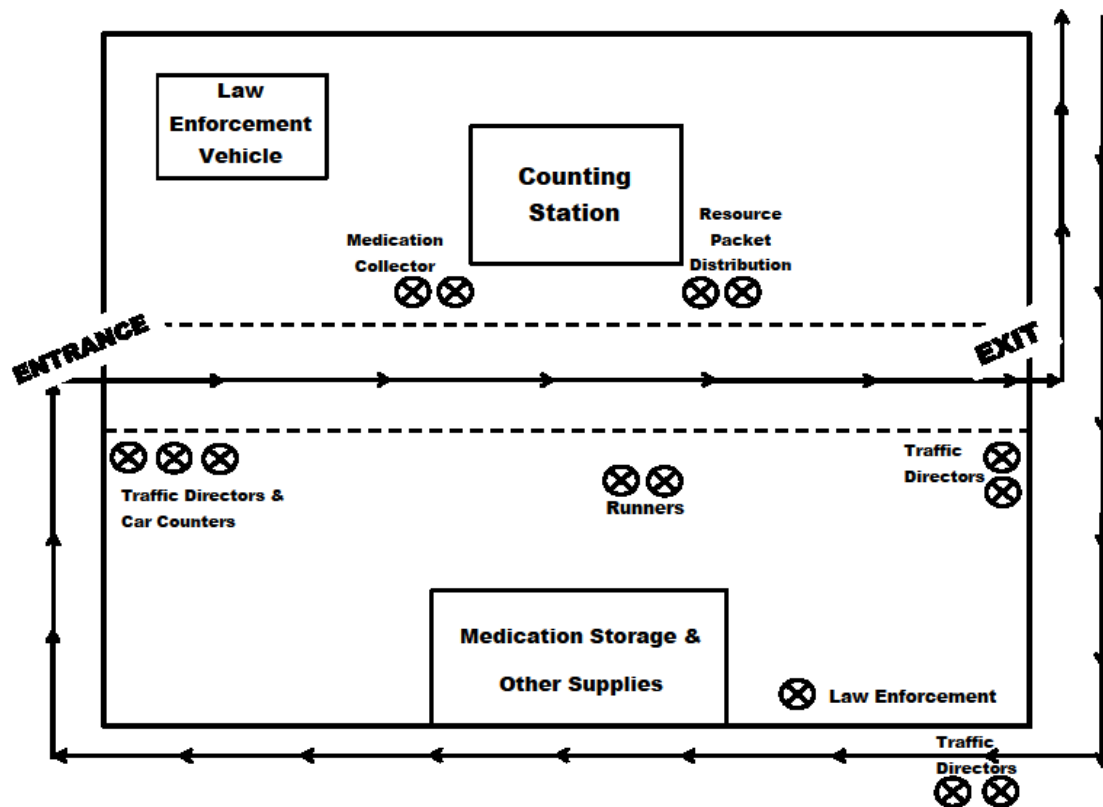 Law
Enforcement
Vehicle
Counting
Station
Medication
Collector
Resource
Packet
Distribution
ENTRANCE
EXIT
Traffic Directors &
Car Counters
Runners
Traffic
Directors
Medication Storage &
Other Supplies
Law Enforcement
Traffic
Directors